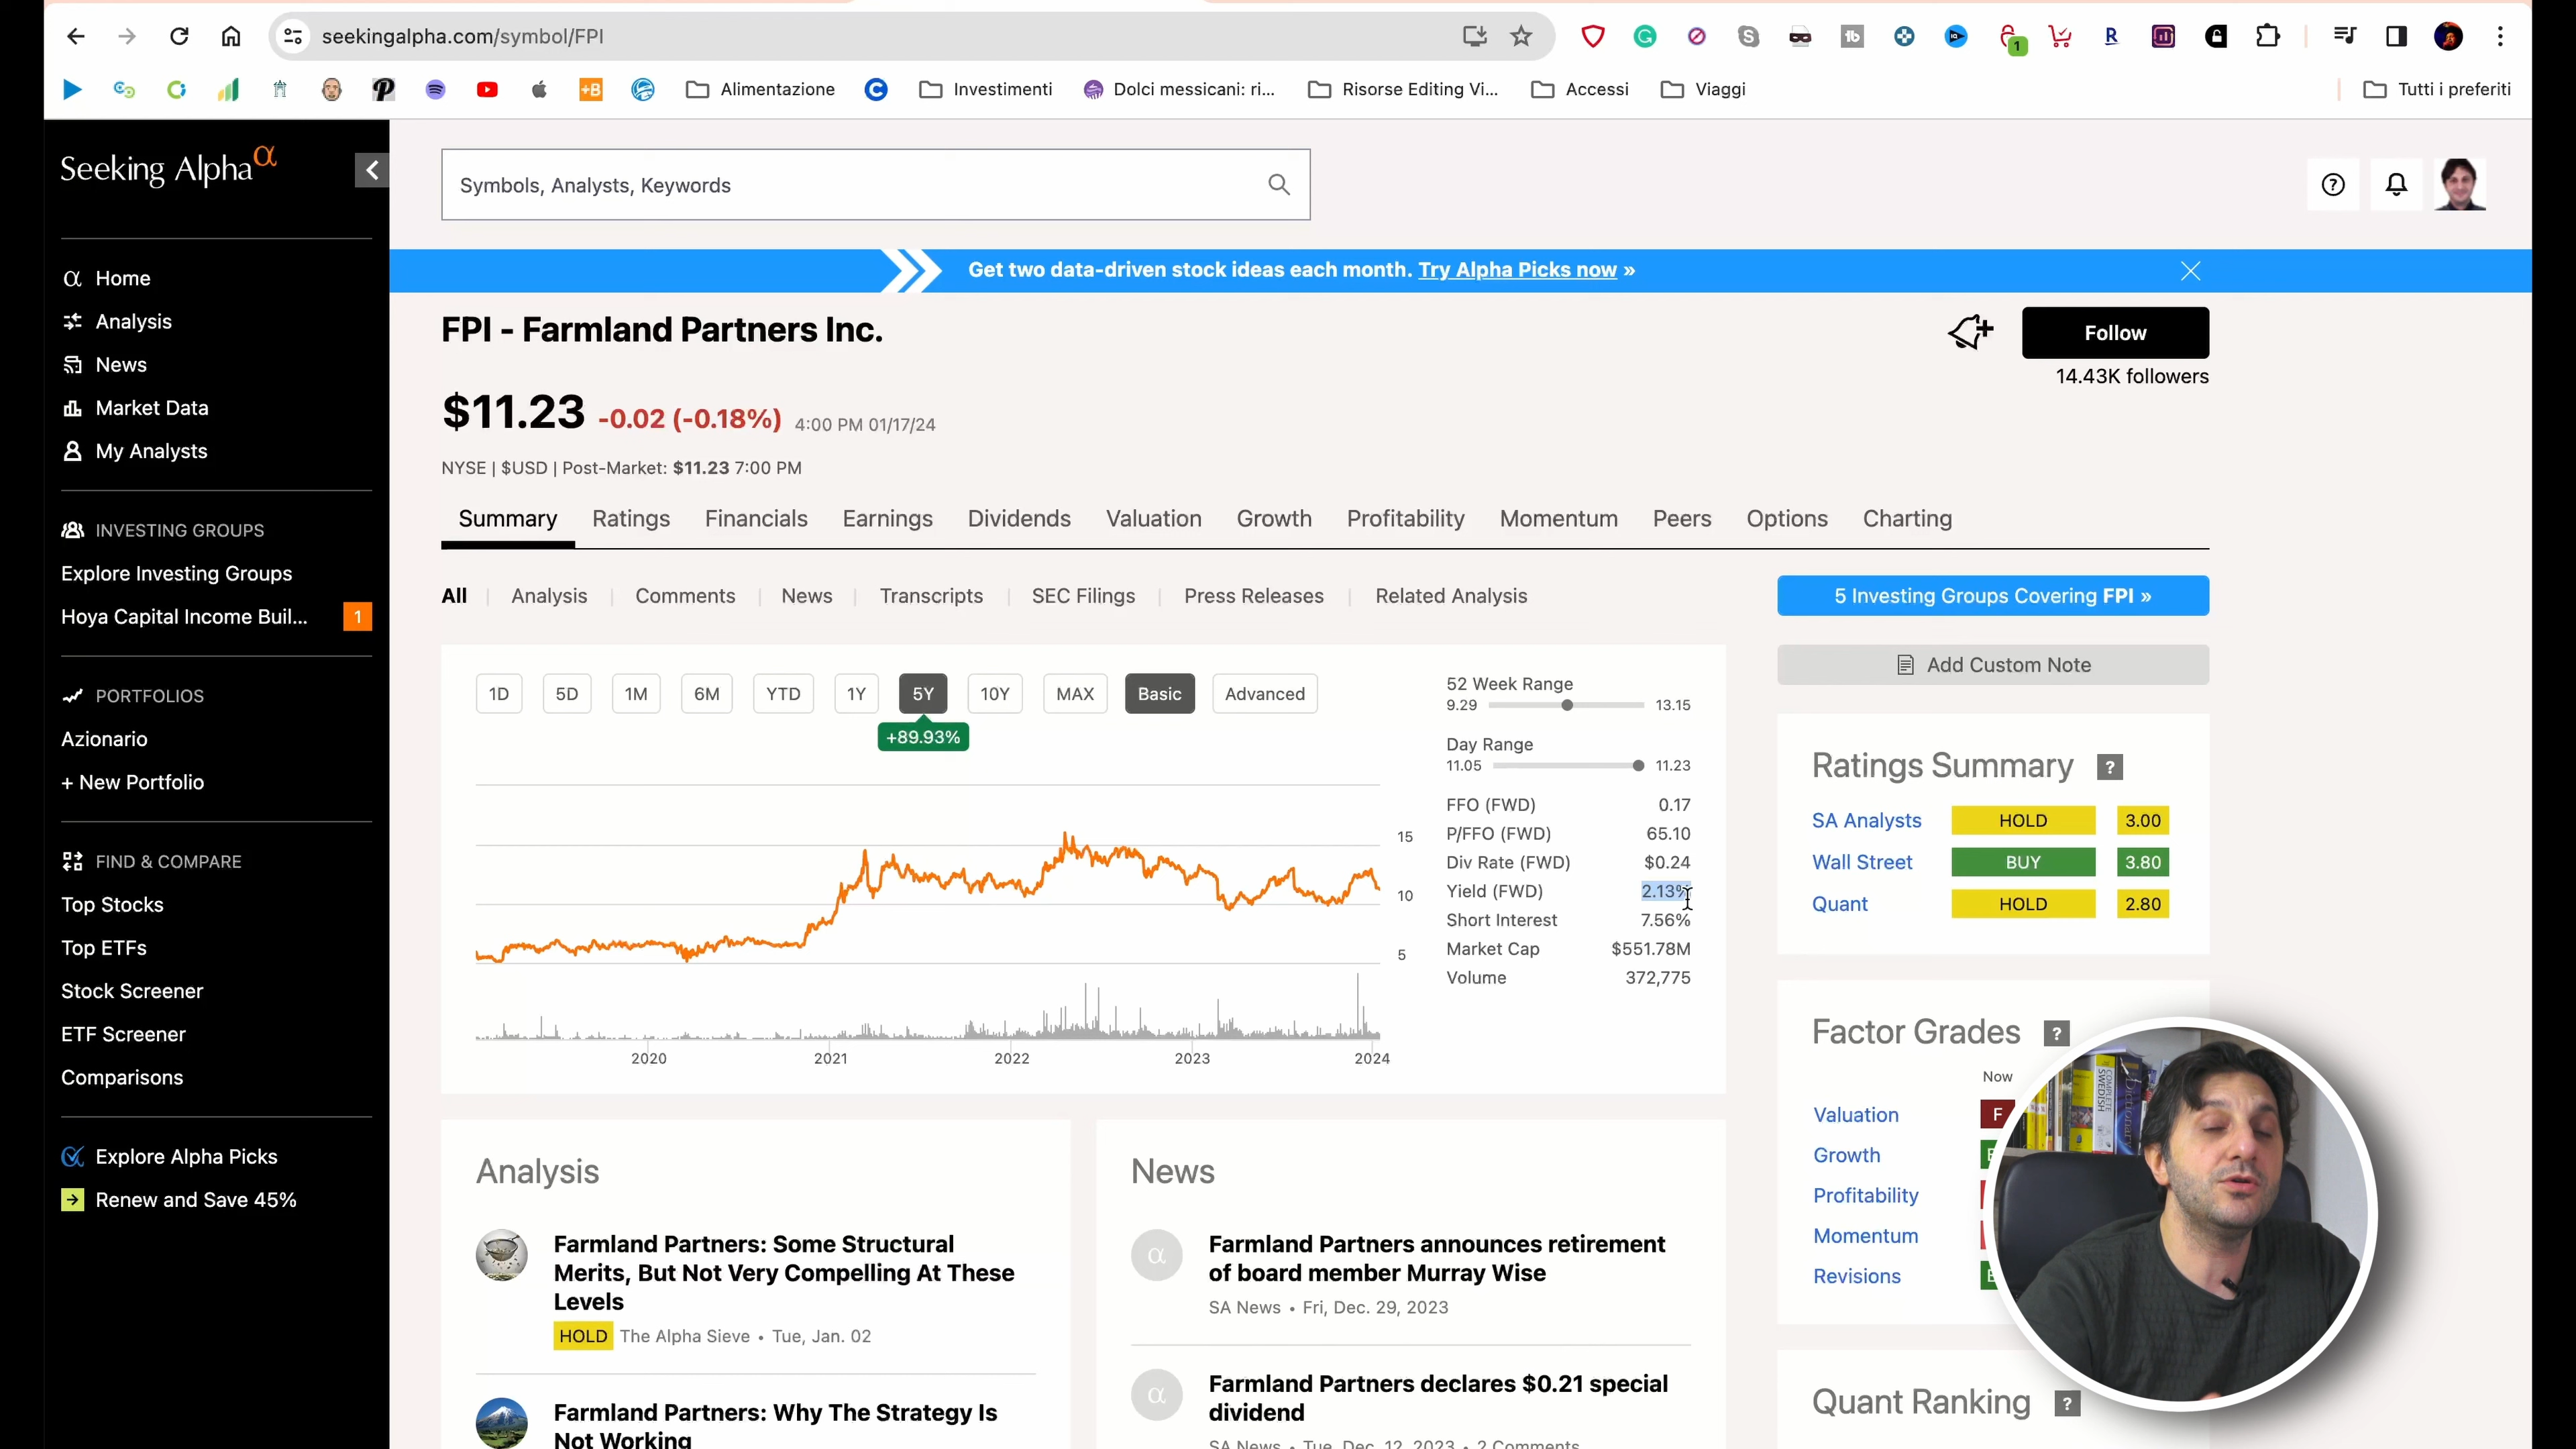 seekingalpha.com/symbol/FPI
1
Alimentazione
Investimenti
Dolci messicani: ri...
Risorse Editing Vi...
Accessi
Viaggi
Tutti i preferiti
Seeking Alpha α
Symbols, Analysts, Keywords
Get two data-driven stock ideas each month. Try Alpha Picks now »
Home
Analysis
News
Market Data
My Analysts
INVESTING GROUPS
Explore Investing Groups
Hoya Capital Income Buil... 1
PORTFOLIOS
Azionario
+ New Portfolio
FIND & COMPARE
Top Stocks
Top ETFs
Stock Screener
ETF Screener
Comparisons
Explore Alpha Picks
Renew and Save 45%
FPI - Farmland Partners Inc.
Follow
14.43K followers
$11.23 -0.02 (-0.18%) 4:00 PM 01/17/24
NYSE | $USD | Post-Market: $11.23 7:00 PM
Summary Ratings Financials Earnings Dividends Valuation Growth Profitability Momentum Peers Options Charting
All | Analysis | Comments | News | Transcripts | SEC Filings | Press Releases | Related Analysis
1D 5D 1M 6M YTD 1Y 5Y 10Y MAX Basic Advanced
+89.93%
15
10
5
2020 2021 2022 2023 2024
52 Week Range
9.29 13.15
Day Range
11.05 11.23
FFO (FWD) 0.17
P/FFO (FWD) 65.10
Div Rate (FWD) $0.24
Yield (FWD) 2.13%
Short Interest 7.56%
Market Cap $551.78M
Volume 372,775
5 Investing Groups Covering FPI »
Add Custom Note
Ratings Summary ?
SA Analysts HOLD 3.00
Wall Street BUY 3.80
Quant HOLD 2.80
Factor Grades ?
Now
Valuation F
Growth
Profitability
Momentum
Revisions
Quant Ranking ?
COMPLETE SWEDISH
Analysis
Farmland Partners: Some Structural
Merits, But Not Very Compelling At These
Levels
HOLD The Alpha Sieve • Tue, Jan. 02
Farmland Partners: Why The Strategy Is
Not Working
News
Farmland Partners announces retirement
of board member Murray Wise
SA News • Fri, Dec. 29, 2023
Farmland Partners declares $0.21 special
dividend
SA News • Tue, Dec. 12, 2023 • 2 Comments